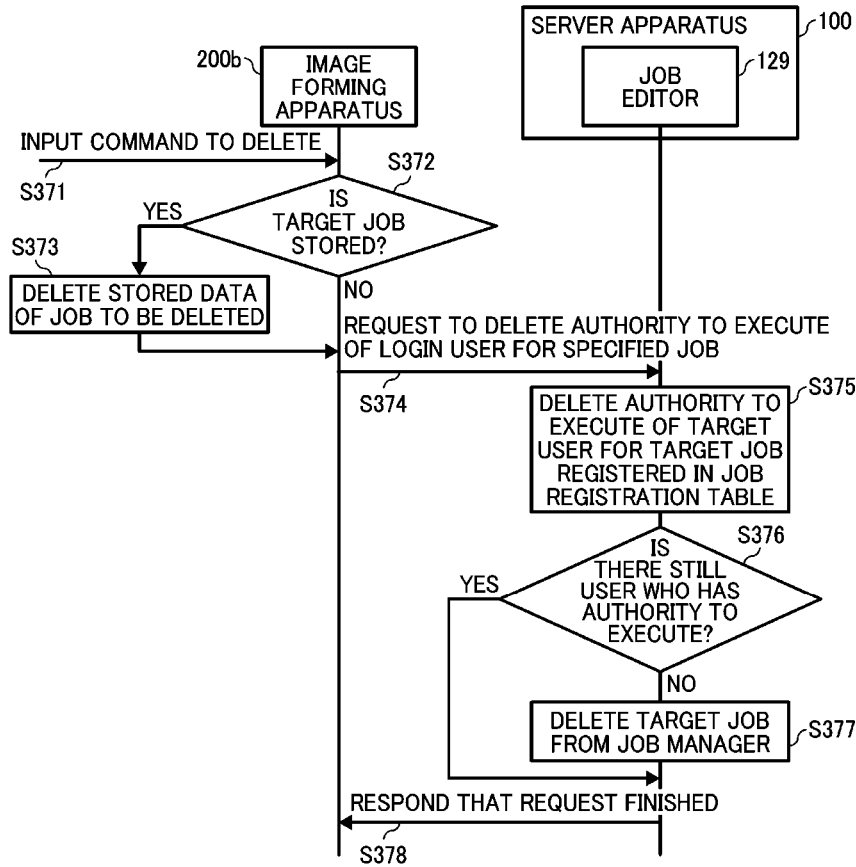 SERVER APPARATUS
100
200b
IMAGE
FORMING
APPARATUS
JOB
EDITOR
129
INPUT COMMAND TO DELETE
S371
S372
IS
TARGET JOB
STORED?
YES
S373
DELETE STORED DATA
OF JOB TO BE DELETED
NO
REQUEST TO DELETE AUTHORITY TO EXECUTE
OF LOGIN USER FOR SPECIFIED JOB
S374
S375
DELETE AUTHORITY TO
EXECUTE OF TARGET
USER FOR TARGET JOB
REGISTERED IN JOB
REGISTRATION TABLE
S376
IS
THERE STILL
USER WHO HAS
AUTHORITY TO
EXECUTE?
YES
NO
DELETE TARGET JOB
FROM JOB MANAGER
S377
RESPOND THAT REQUEST FINISHED
S378